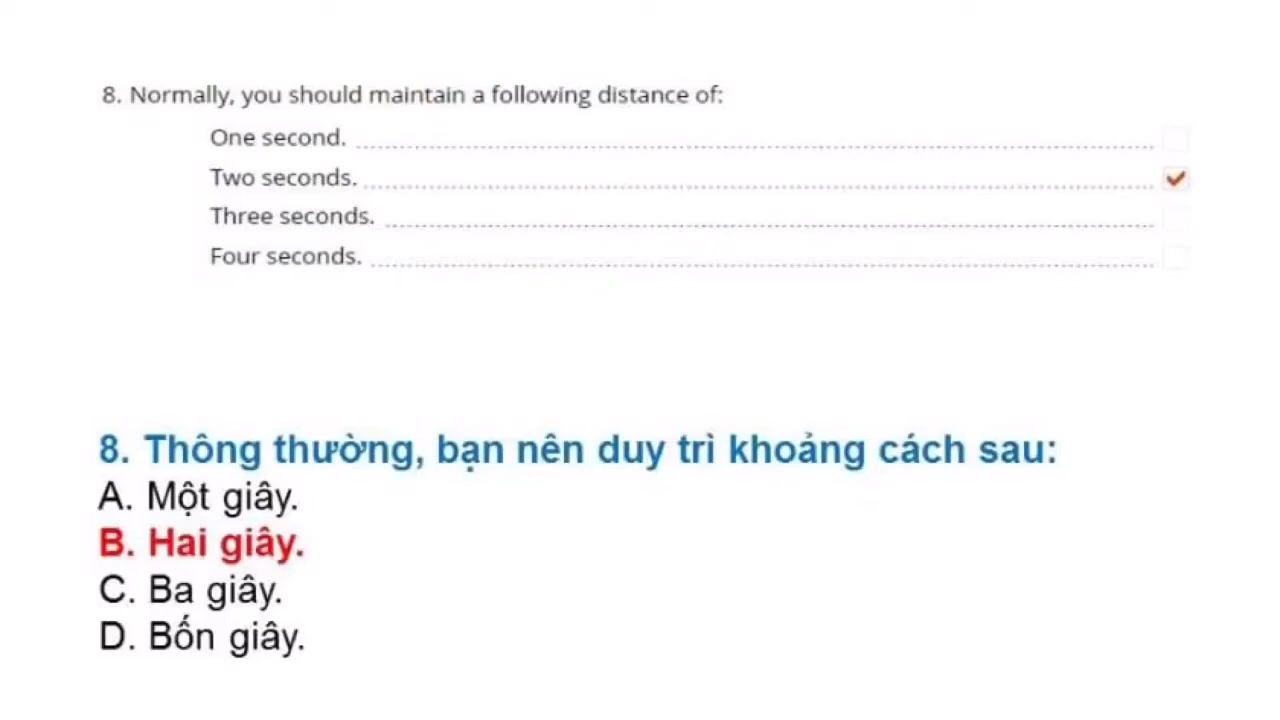 8. Normally, you should maintain a following distance of:
One second.
Two seconds.
Three seconds.
Four seconds.
8. Thông thường, bạn nên duy trì khoảng cách sau:
A. Một giây.
B. Hai giây.
C. Ba giây.
D. Bốn giây.